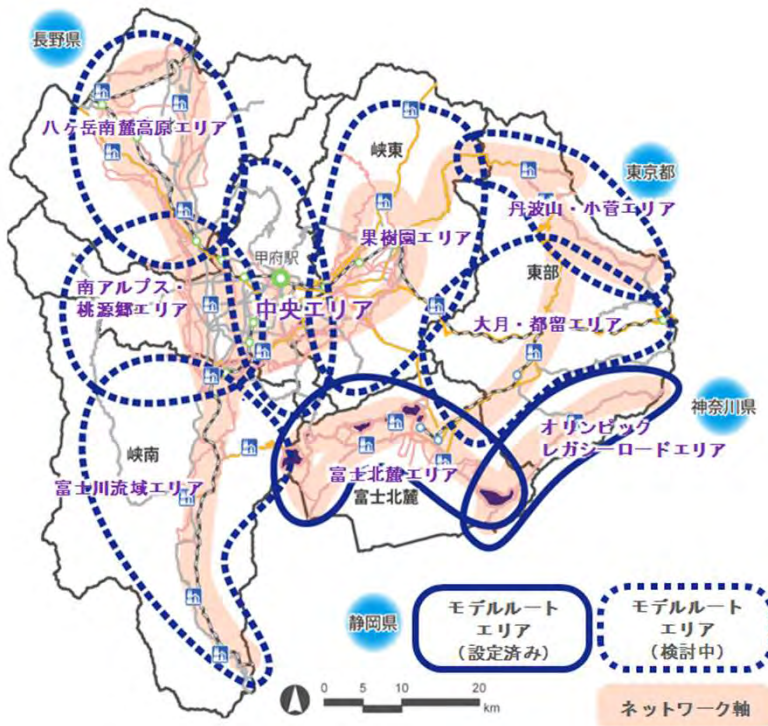 長野県
八ヶ岳南麓高原エリア
峡東
東京都
丹波山・小菅エリア
果樹園エリア
甲府駅
東部
南アルプス・
桃源郷エリア
中央エリア
大月・都留エリア
神奈川県
オリンピック
レガシーロードエリア
峡南
富士川流域エリア
富士北麓エリア
富士北麓
静岡県
モデルルート
エリア
(設定済み)
モデルルート
エリア
(検討中)
0 5 10 20
km
ネットワーク軸